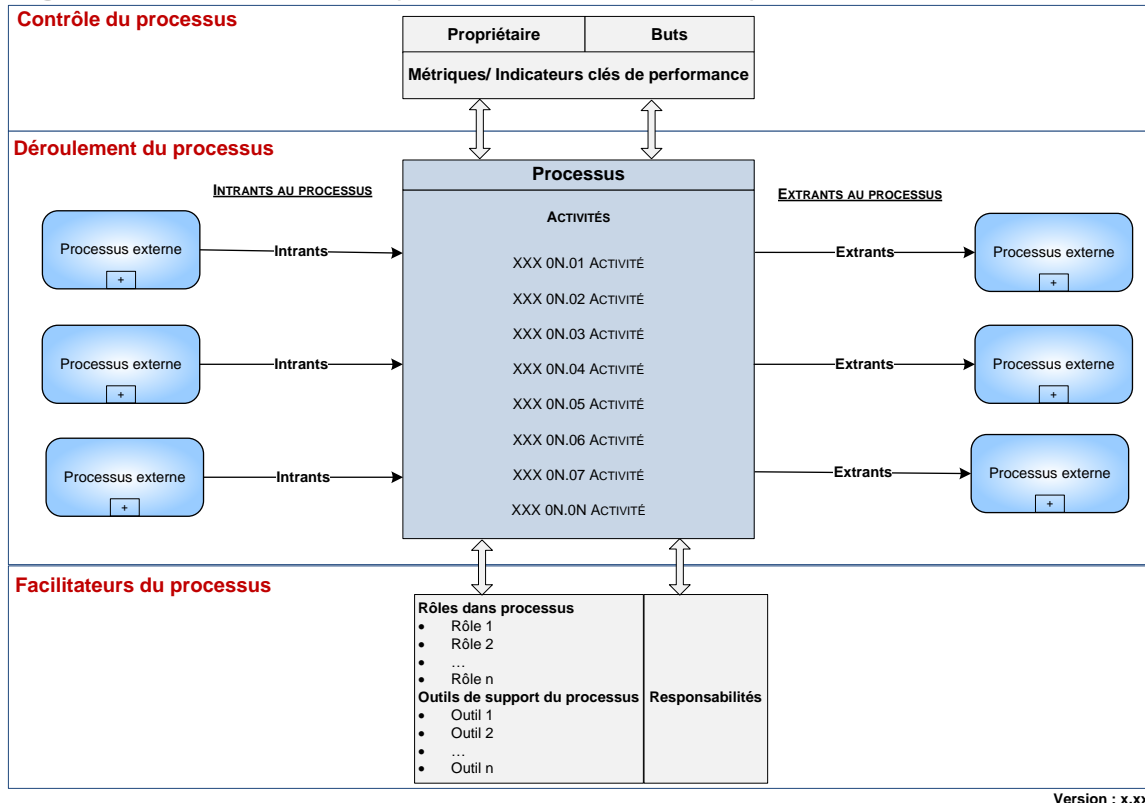 Contrôle du processus
Propriétaire
Buts
Métriques/ Indicateurs clés de performance
Déroulement du processus
INTRANTS AU PROCESSUS
Processus externe
+
Intrants
Processus externe
+
Intrants
Processus externe
+
Intrants
Processus
ACTIVITÉS
XXX 0N.01 ACTIVITÉ
XXX 0N.02 ACTIVITÉ
XXX 0N.03 ACTIVITÉ
XXX 0N.04 ACTIVITÉ
XXX 0N.05 ACTIVITÉ
XXX 0N.06 ACTIVITÉ
XXX 0N.07 ACTIVITÉ
XXX 0N.0N ACTIVITÉ
EXTRANTS AU PROCESSUS
Extrants
Processus externe
+
Extrants
Processus externe
+
Extrants
Processus externe
+
Facilitateurs du processus
Rôles dans processus
• Rôle 1
• Rôle 2
• …
• Rôle n
Outils de support du processus
• Outil 1
• Outil 2
• …
• Outil n
Responsabilités
Version : x.xx